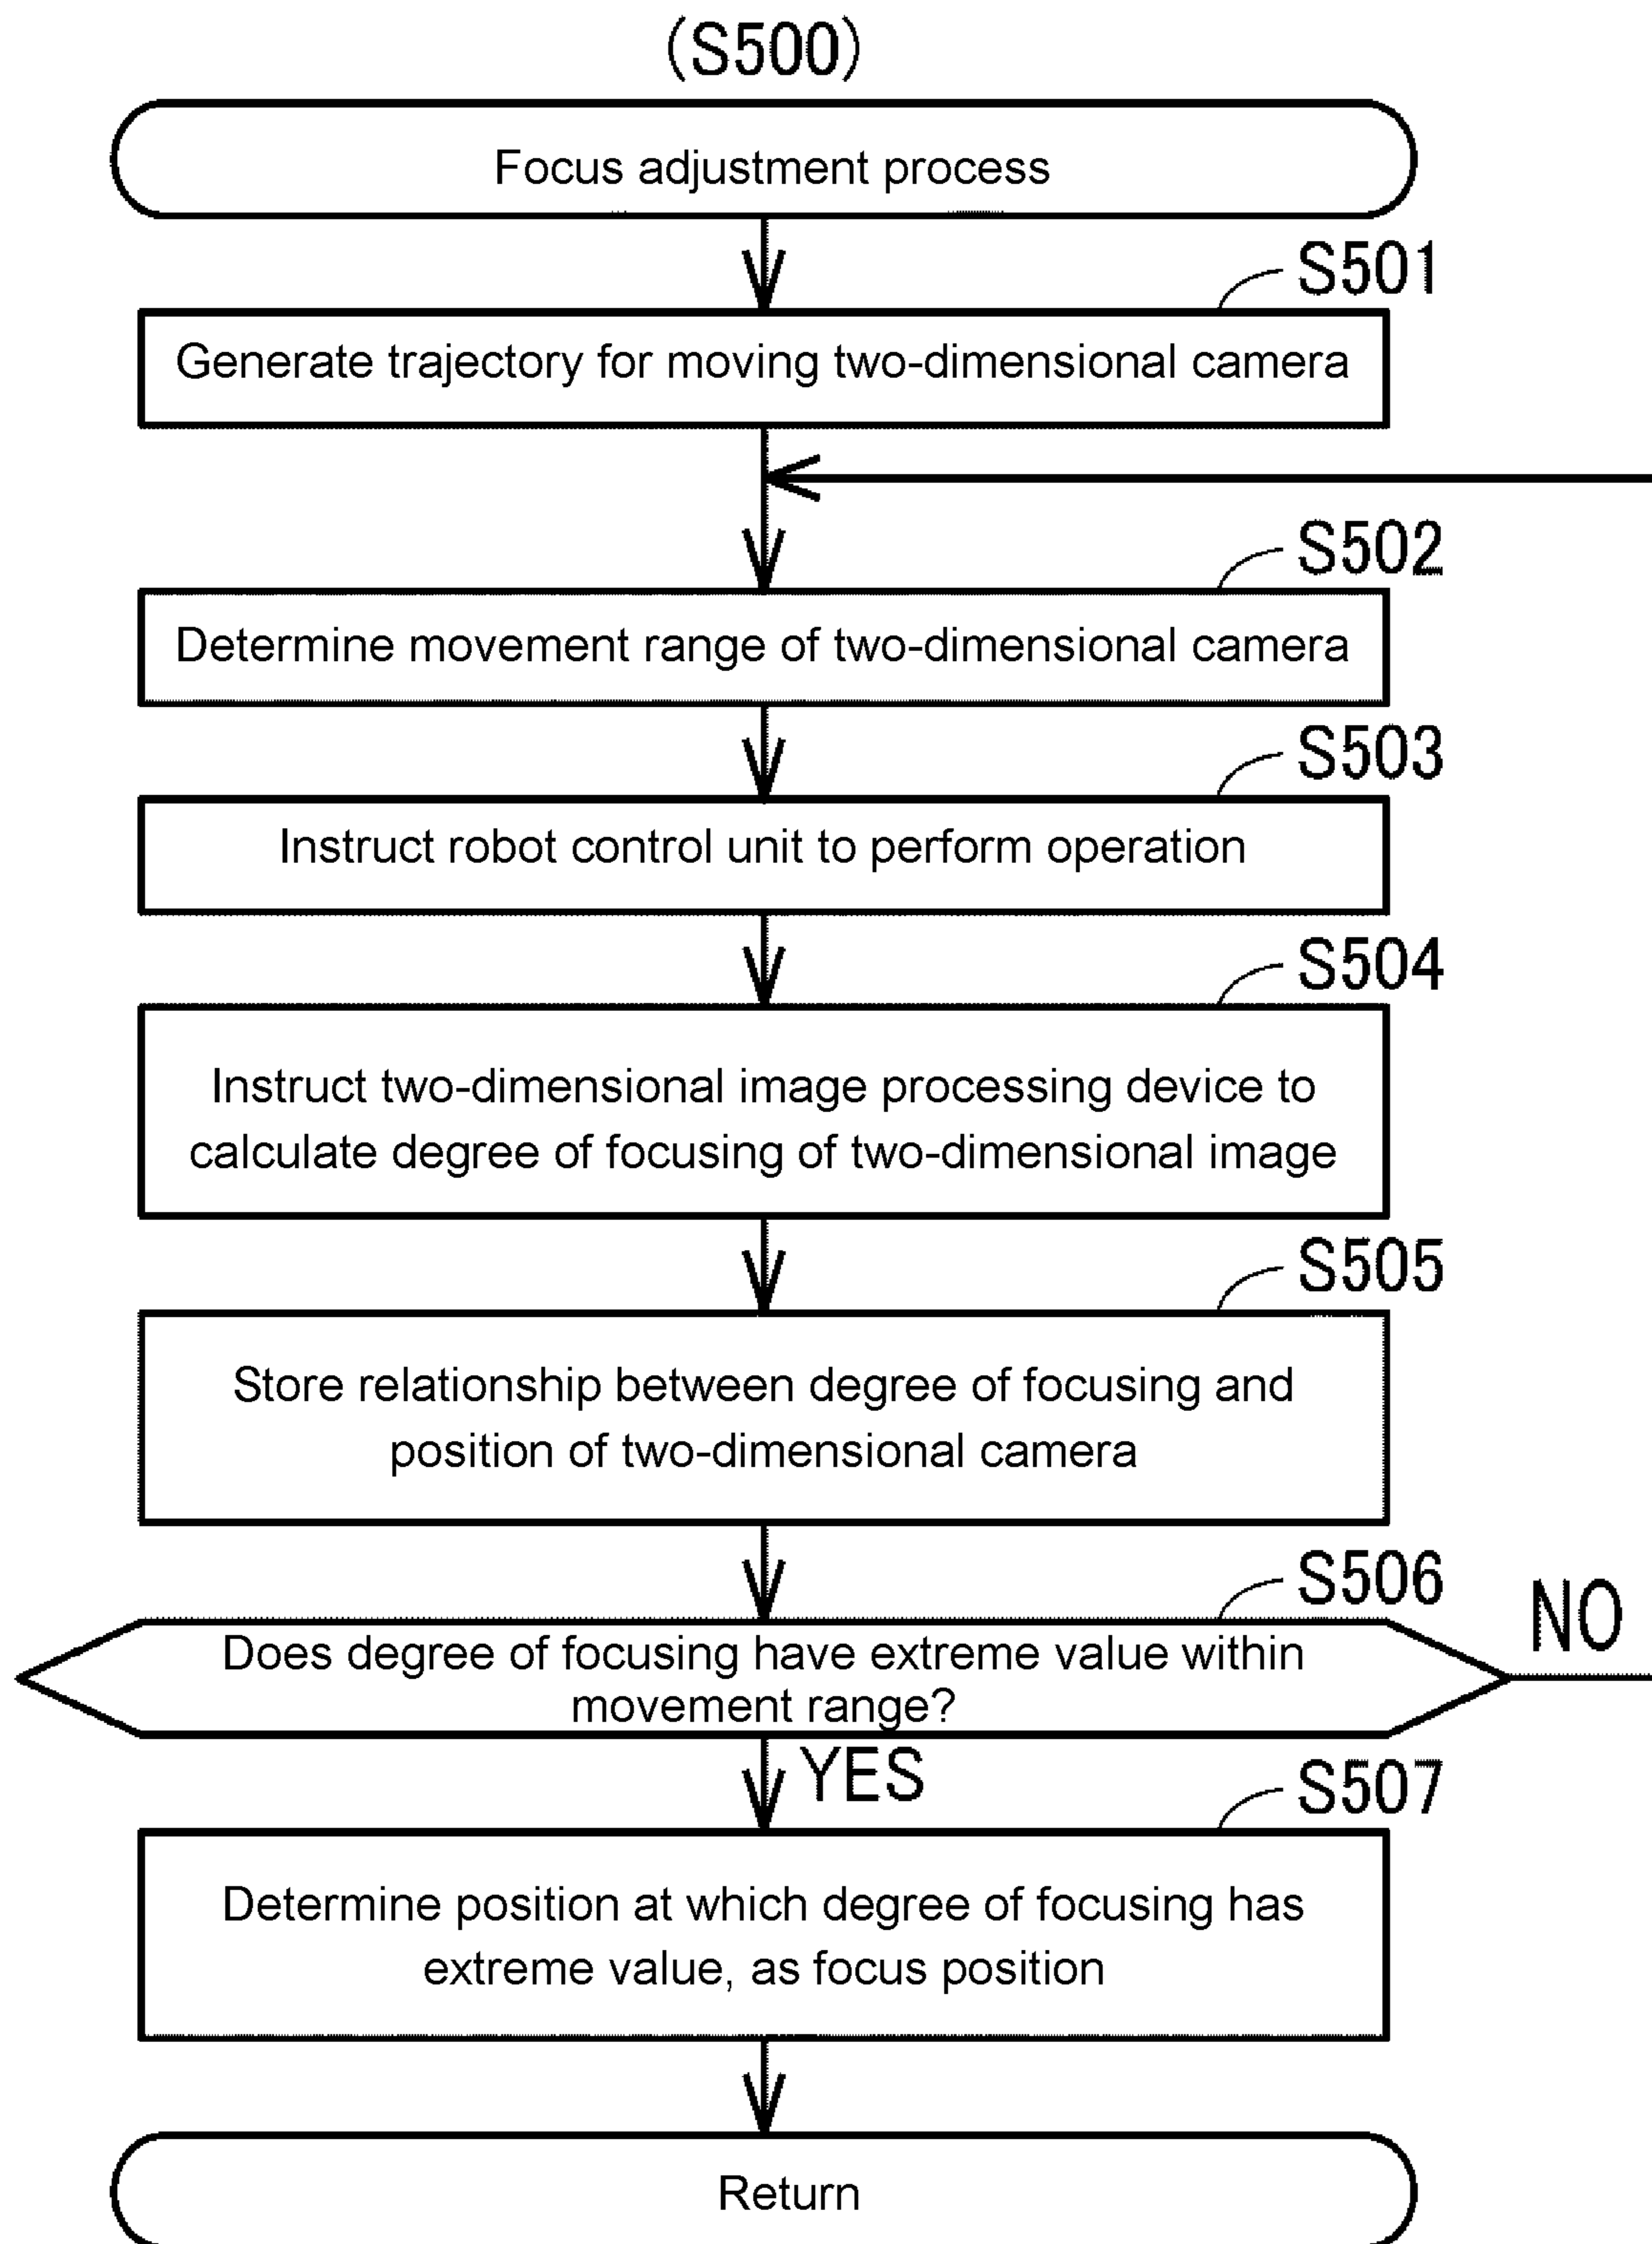 (S500)
Focus adjustment process
S501
Generate trajectory for moving two-dimensional camera
S502
Determine movement range of two-dimensional camera
S503
Instruct robot control unit to perform operation
S504
Instruct two-dimensional image processing device to
calculate degree of focusing of two-dimensional image
S505
Store relationship between degree of focusing and
position of two-dimensional camera
S506
NO
Does degree of focusing have extreme value within
movement range?
YES
S507
Determine position at which degree of focusing has
extreme value, as focus position
Return